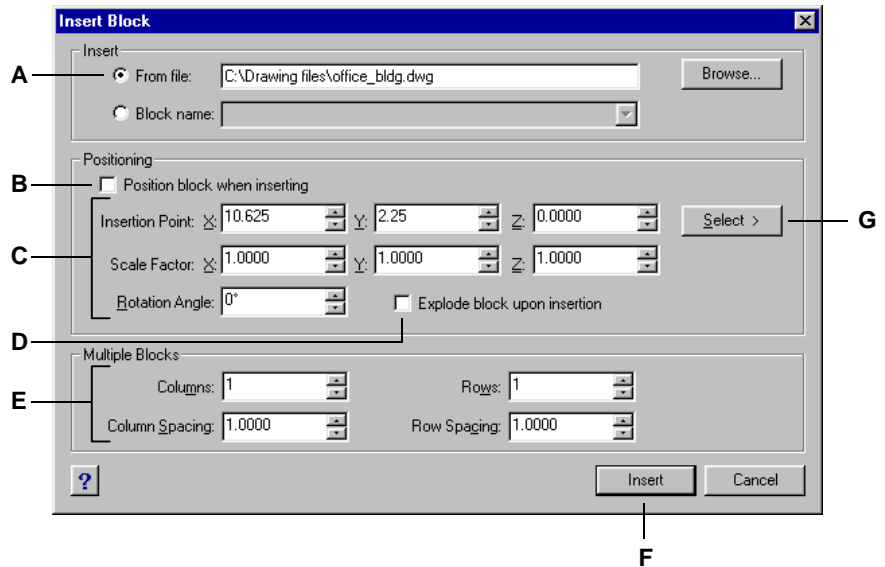 Insert Block
Insert
A
From file: C:\Drawing files\office_bldg.dwg Browse...
Block name:
Positioning
B
Position block when inserting
Insertion Point: X: 10.625 Y: 2.25 Z: 0.0000 Select >
G
C
Scale Factor: X: 1.0000 Y: 1.0000 Z: 1.0000
Rotation Angle: 0° Explode block upon insertion
D
Multiple Blocks
E
Columns: 1 Rows: 1
Column Spacing: 1.0000 Row Spacing: 1.0000
? Insert Cancel
F